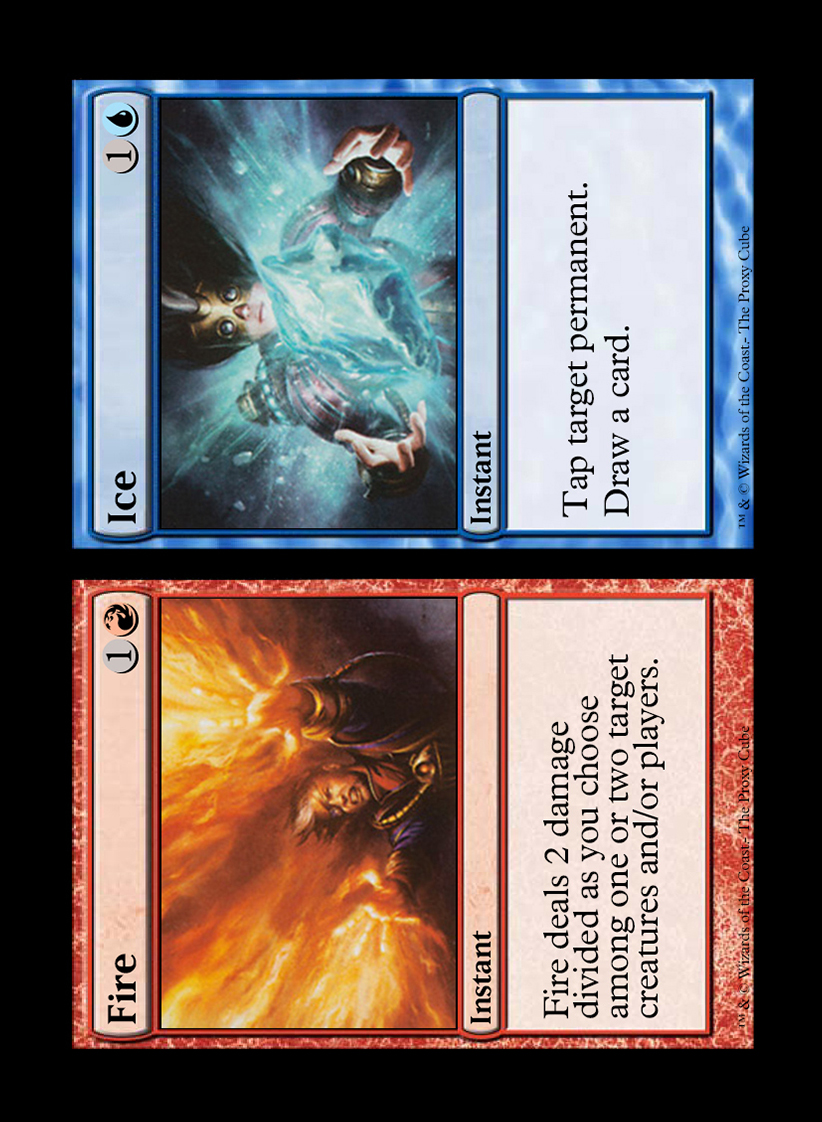 Fire 1
Instant
Fire deals 2 damage
divided as you choose
among one or two target
creatures and/or players.
™ & © Wizards of the Coast.- The Proxy Cube
Ice 1
Instant
Tap target permanent.
Draw a card.
™ & © Wizards of the Coast.- The Proxy Cube